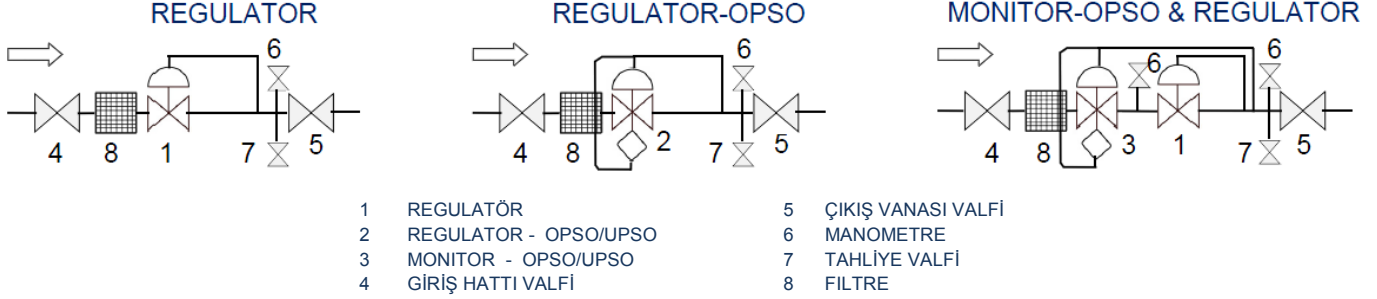 REGULATOR
REGULATOR-OPSO
MONITOR-OPSO & REGULATOR
6
6
6
6
4 8 1 7 5
4 8 2 7 5
4 8 3 1 7 5
1 REGULATÖR
2 REGULATOR - OPSO/UPSO
3 MONITOR - OPSO/UPSO
4 GİRİŞ HATTI VALFİ
5 ÇIKIŞ VANASI VALFİ
6 MANOMETRE
7 TAHLİYE VALFİ
8 FILTRE